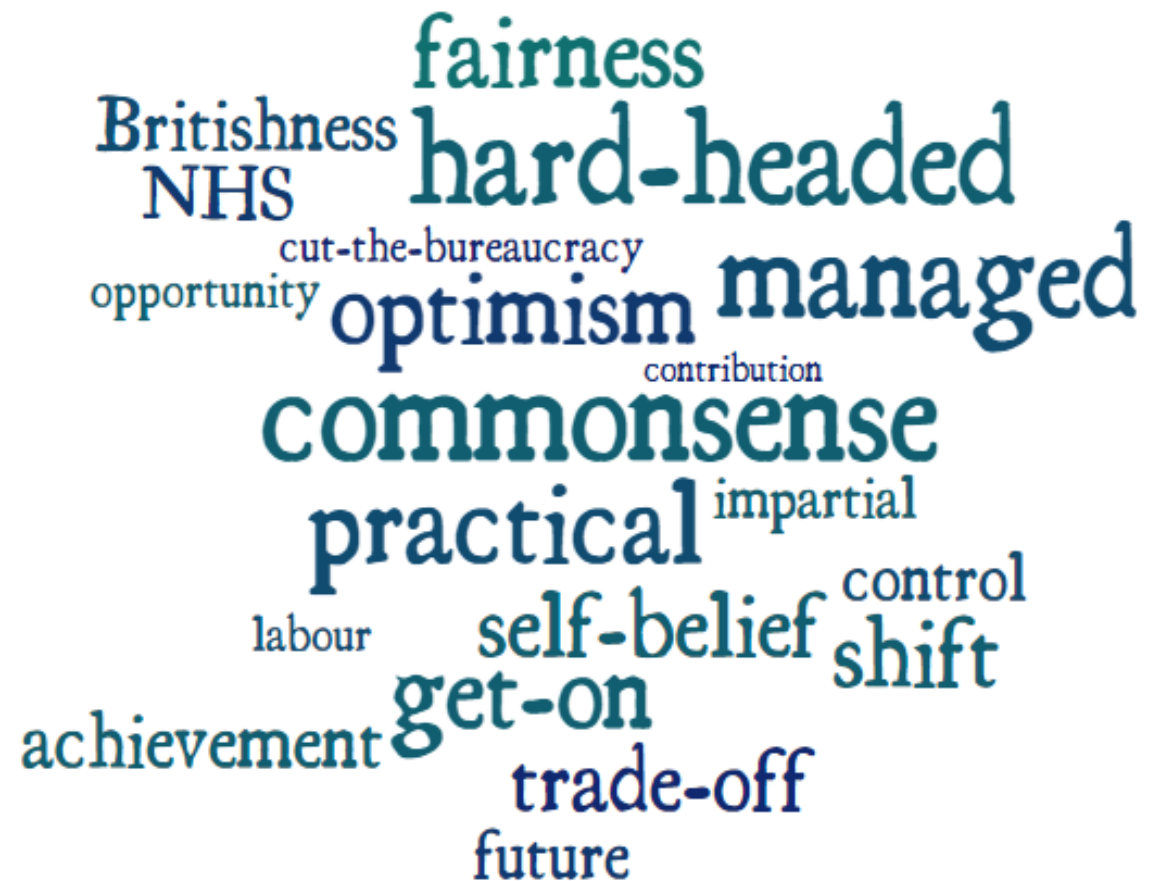 fairness
Britishness
hard-headed
NHS
cut-the-bureaucracy
managed
opportunity
optimism
contribution
commonsense
practical
impartial
control
labour
self-belief
shift
get-on
achievement
trade-off
future